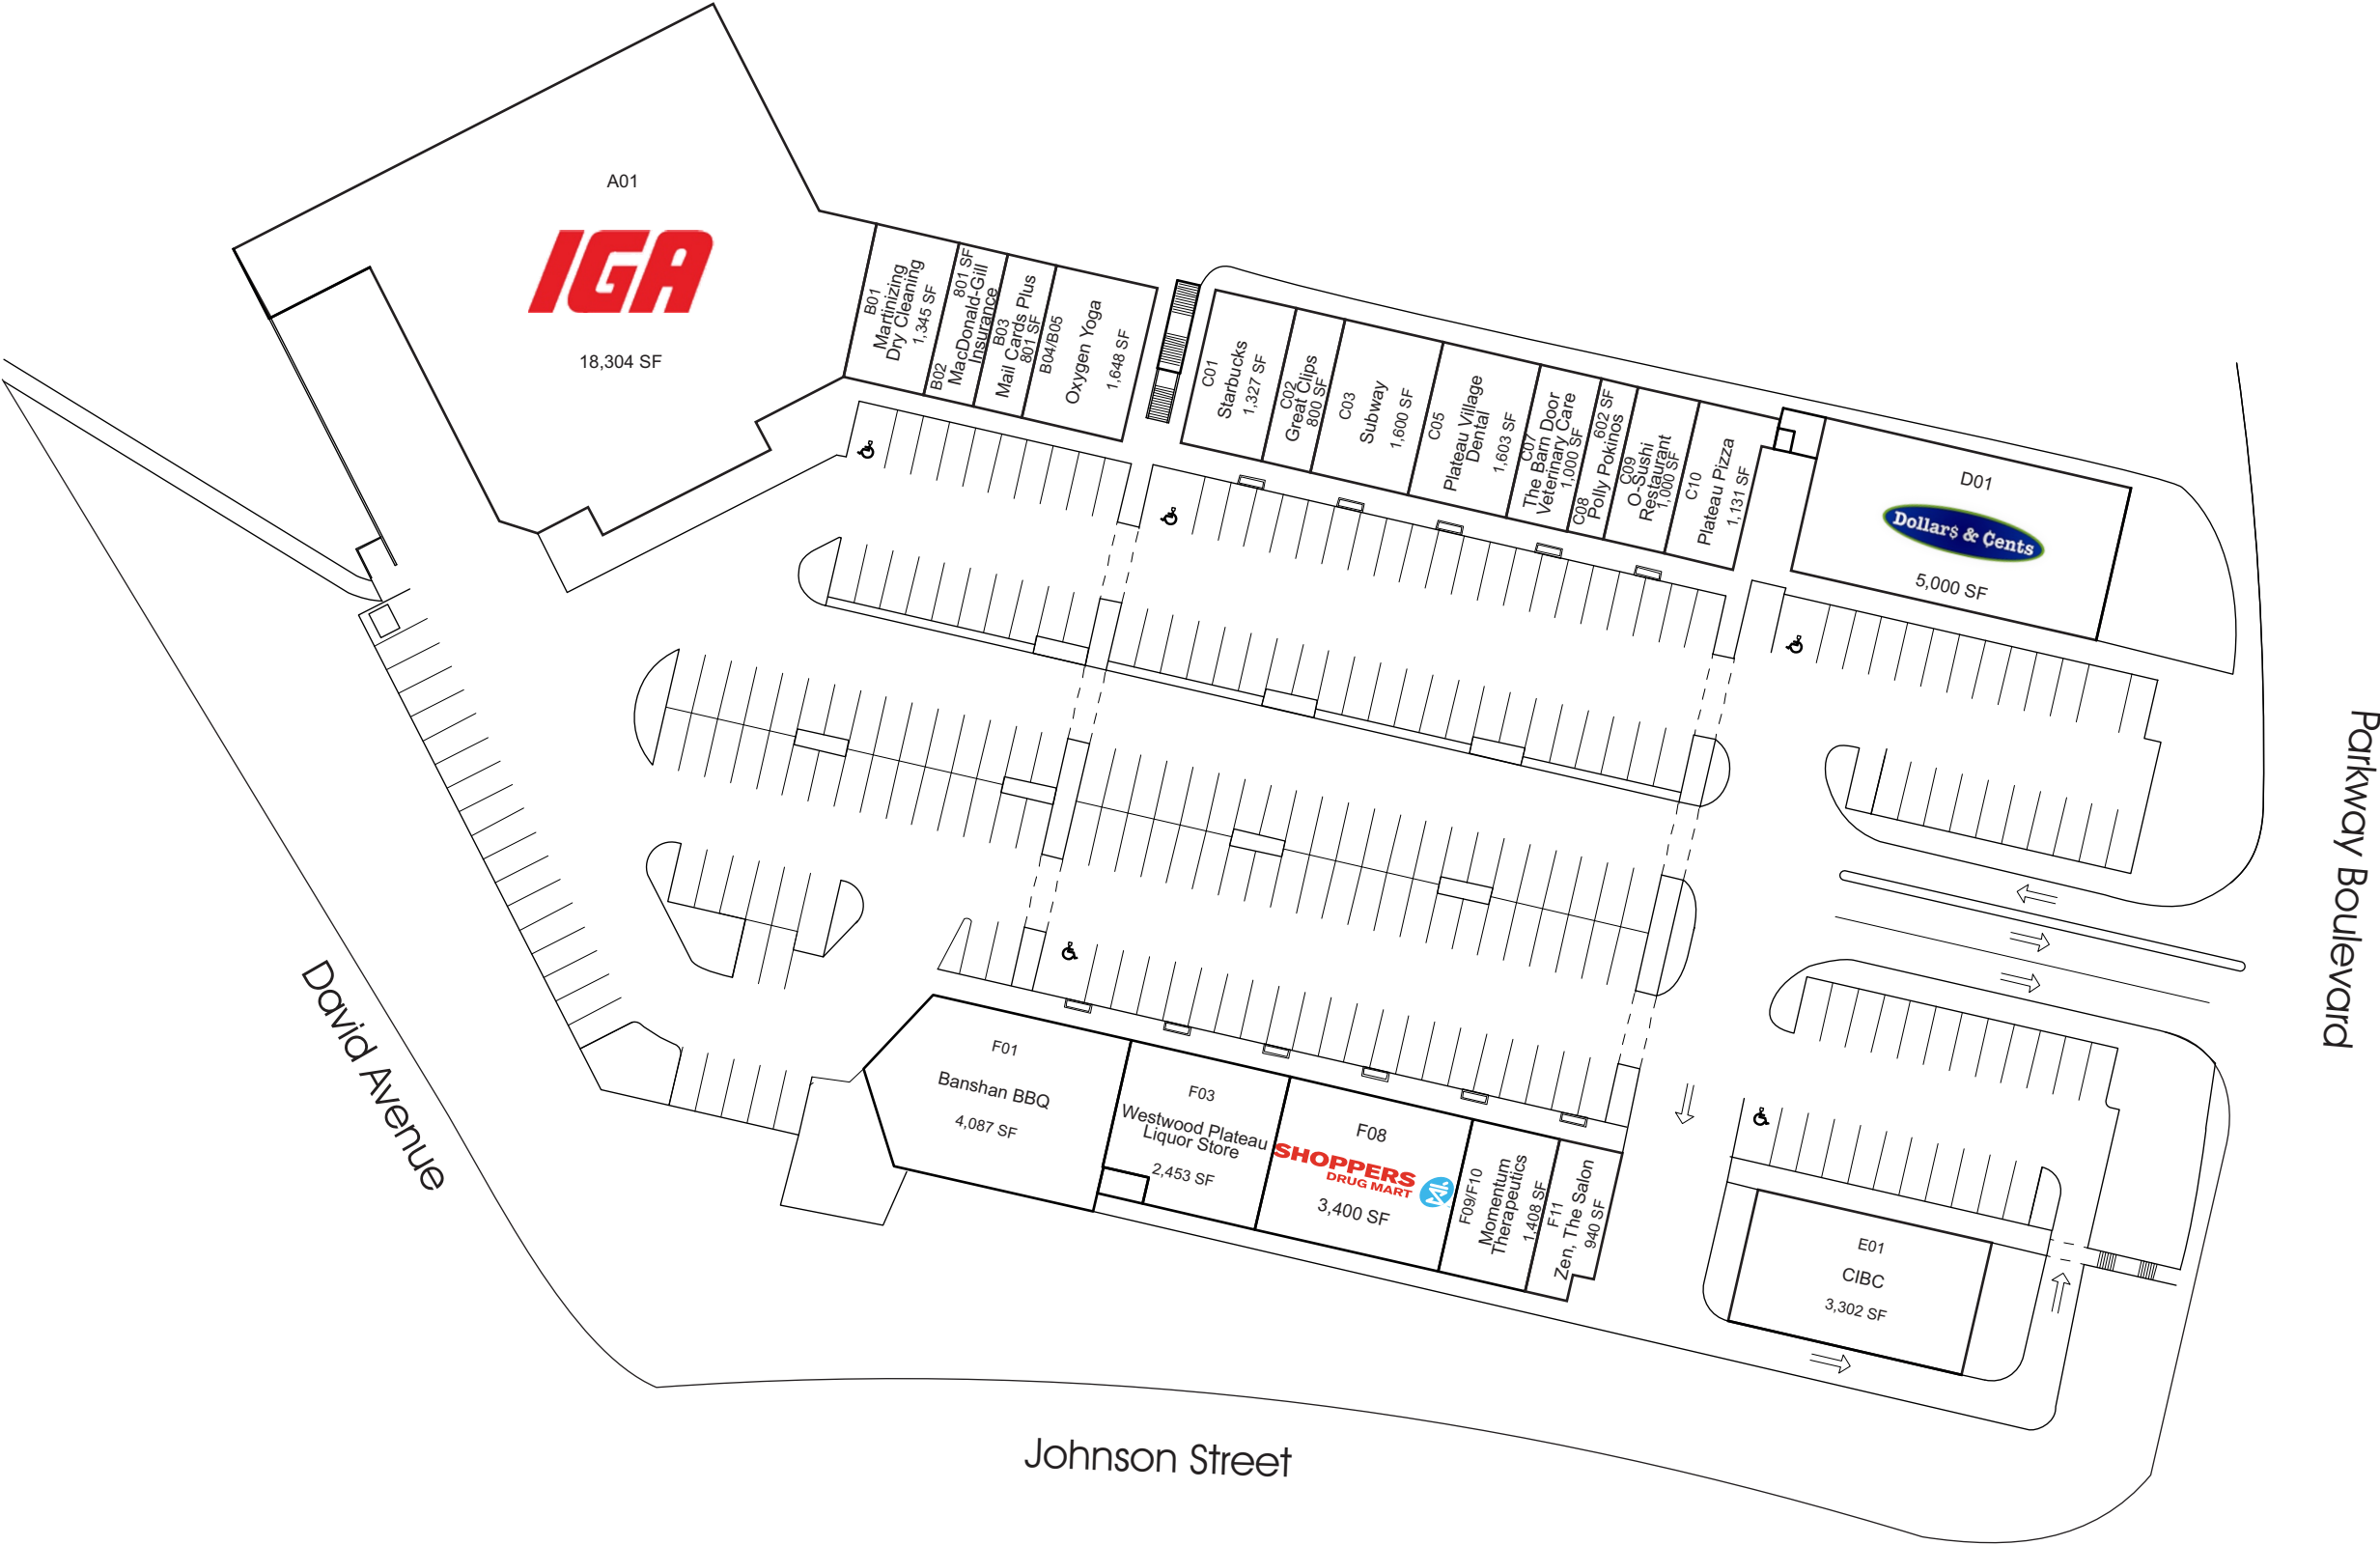 A01
IGA
18,304 SF
B01
Martinizing
Dry Cleaning
1,345 SF
B02
801 SF
MacDonald-Gill
Insurance
B03
Mail Cards Plus
801 SF
B04/B05
Oxygen Yoga
1,648 SF
C01
Starbucks
1,327 SF
C02
Great Clips
800 SF
C03
Subway
1,600 SF
C05
Plateau Village
Dental
1,603 SF
C07
The Barn Door
Veterinary Care
1,000 SF
C08
602 SF
Polly Pokinos
C09
O-Sushi
Restaurant
1,000 SF
C10
Plateau Pizza
1,131 SF
D01
Dollar$ & ¢ents
5,000 SF
Parkway Boulevard
David Avenue
F01
Banshan BBQ
4,087 SF
F03
Westwood Plateau
Liquor Store
2,453 SF
F08
SHOPPERS
DRUG MART
3,400 SF
F09/F10
Momentum
Therapeutics
1,408 SF
F11
Zen, The Salon
940 SF
E01
CIBC
3,302 SF
Johnson Street